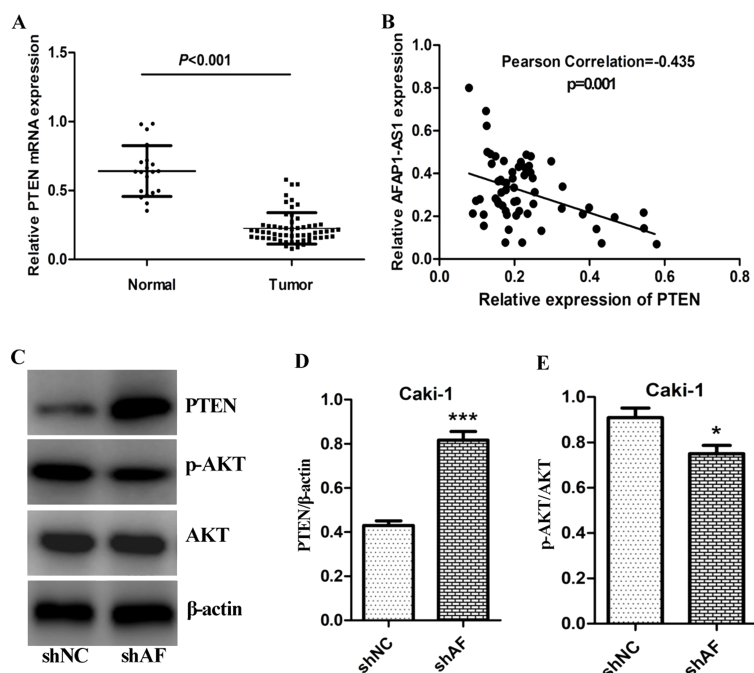 A
Relative PTEN mRNA expression
1.5
1.0
0.5
0.0
P<0.001
Normal
Tumor
B
Relative AFAP1-AS1 expression
1.0
0.8
0.6
0.4
0.2
0.0
Pearson Correlation=-0.435
p=0.001
0.0
0.2
0.4
0.6
0.8
Relative expression of PTEN
C
PTEN
p-AKT
AKT
β-actin
shNC
shAF
D
Caki-1
PTEN/β-actin
1.0
0.8
0.6
0.4
0.2
0.0
***
shNC
shAF
E
Caki-1
p-AKT/AKT
1.0
0.8
0.6
0.4
0.2
0.0
*
shNC
shAF